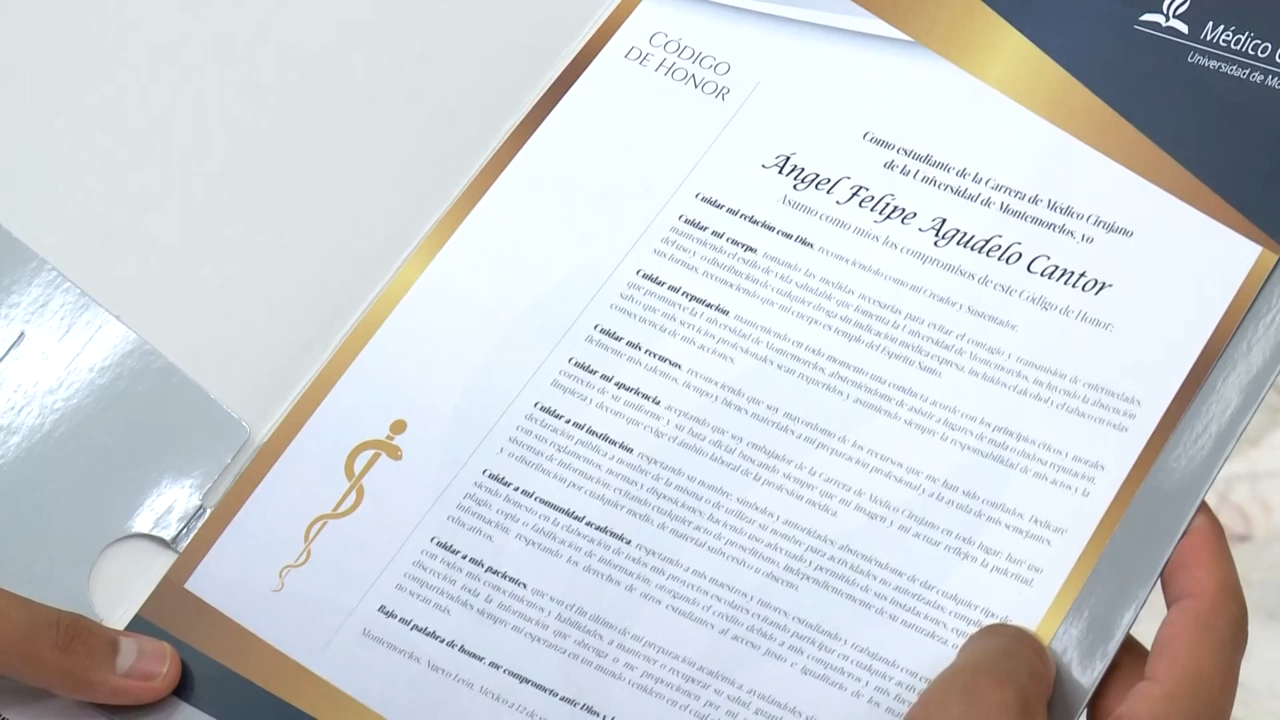 CÓDIGO
DE HONOR
Médico
Universidad de
Como estudiante de la Carrera de Médico Cirujano
de la Universidad de Montemorelos, yo
Ángel Felipe Agudelo Cantor
Asumo como míos los compromisos de este Código de Honor:
Cuidar mi relación con Dios, reconociéndolo como mi Creador y Sustentador.
Cuidar mi cuerpo, tomando las medidas necesarias para evitar el contagio y transmisión de enfermedades,
manteniendo el estilo de vida saludable que fomenta la Universidad de Montemorelos, incluyendo la abstención
del uso y/o distribución de cualquier droga sin indicación médica expresa, incluidos el alcohol y el tabaco en todas
sus formas, reconociendo que mi cuerpo es templo del Espíritu Santo.
Cuidar mi reputación, manteniendo en todo momento una conducta acorde con los principios éticos y morales
que promueve la Universidad de Montemorelos, absteniéndome de asistir a lugares de mala o dudosa reputación,
salvo que mis servicios profesionales sean requeridos, y asumiendo siempre la responsabilidad de mis actos y la
consecuencia de mis acciones.
Cuidar mis recursos, reconociendo que soy mayordomo de los recursos que me han sido confiados. Dedicaré
fielmente mis talentos, tiempo y bienes materiales a mi preparación profesional y a la ayuda de mis semejantes.
Cuidar mi apariencia, aceptando que soy embajador de la Carrera de Médico Cirujano en todo lugar; haré uso
correcto de su uniforme y su bata oficial buscando siempre que mi imagen y mi actuar reflejen la pulcritud,
limpieza y decoro que exige el ámbito laboral de la profesión médica.
Cuidar a mi institución, respetando su nombre, símbolos y autoridades; absteniéndome de dar cualquier tipo de
declaración pública a nombre de la misma o de utilizar su nombre para actividades no autorizadas; cumpliendo
con sus reglamentos, normas y disposiciones; haciendo uso adecuado y permitido de sus instalaciones,
sistemas de información; evitando cualquier acto de proselitismo, independientemente de su naturaleza, o
y/o distribución por cualquier medio, de material subversivo u obsceno.
Cuidar a mi comunidad académica, respetando a mis maestros y tutores; estudiando y trabajando con
siendo honesto en la elaboración de todos mis proyectos escolares evitando participar en cualquier
plagio, copia o falsificación de información; otorgando el crédito debido a mis compañeros y mis
información, respetando los derechos de otros estudiantes al acceso justo e igualitario de los
educativos.
Cuidar a mis pacientes, que son el fin último de mi preparación académica, ayudándoles
con todos mis conocimientos y habilidades, a mantener o recuperar su salud,
discreción toda la información que obtenga o me proporcionen por mi
compartiéndoles siempre mi esperanza en un mundo venidero en el cual
no serán más.
Bajo mi palabra de honor, me comprometo ante Dios y
Montemorelos, Nuevo León, México a 12 de